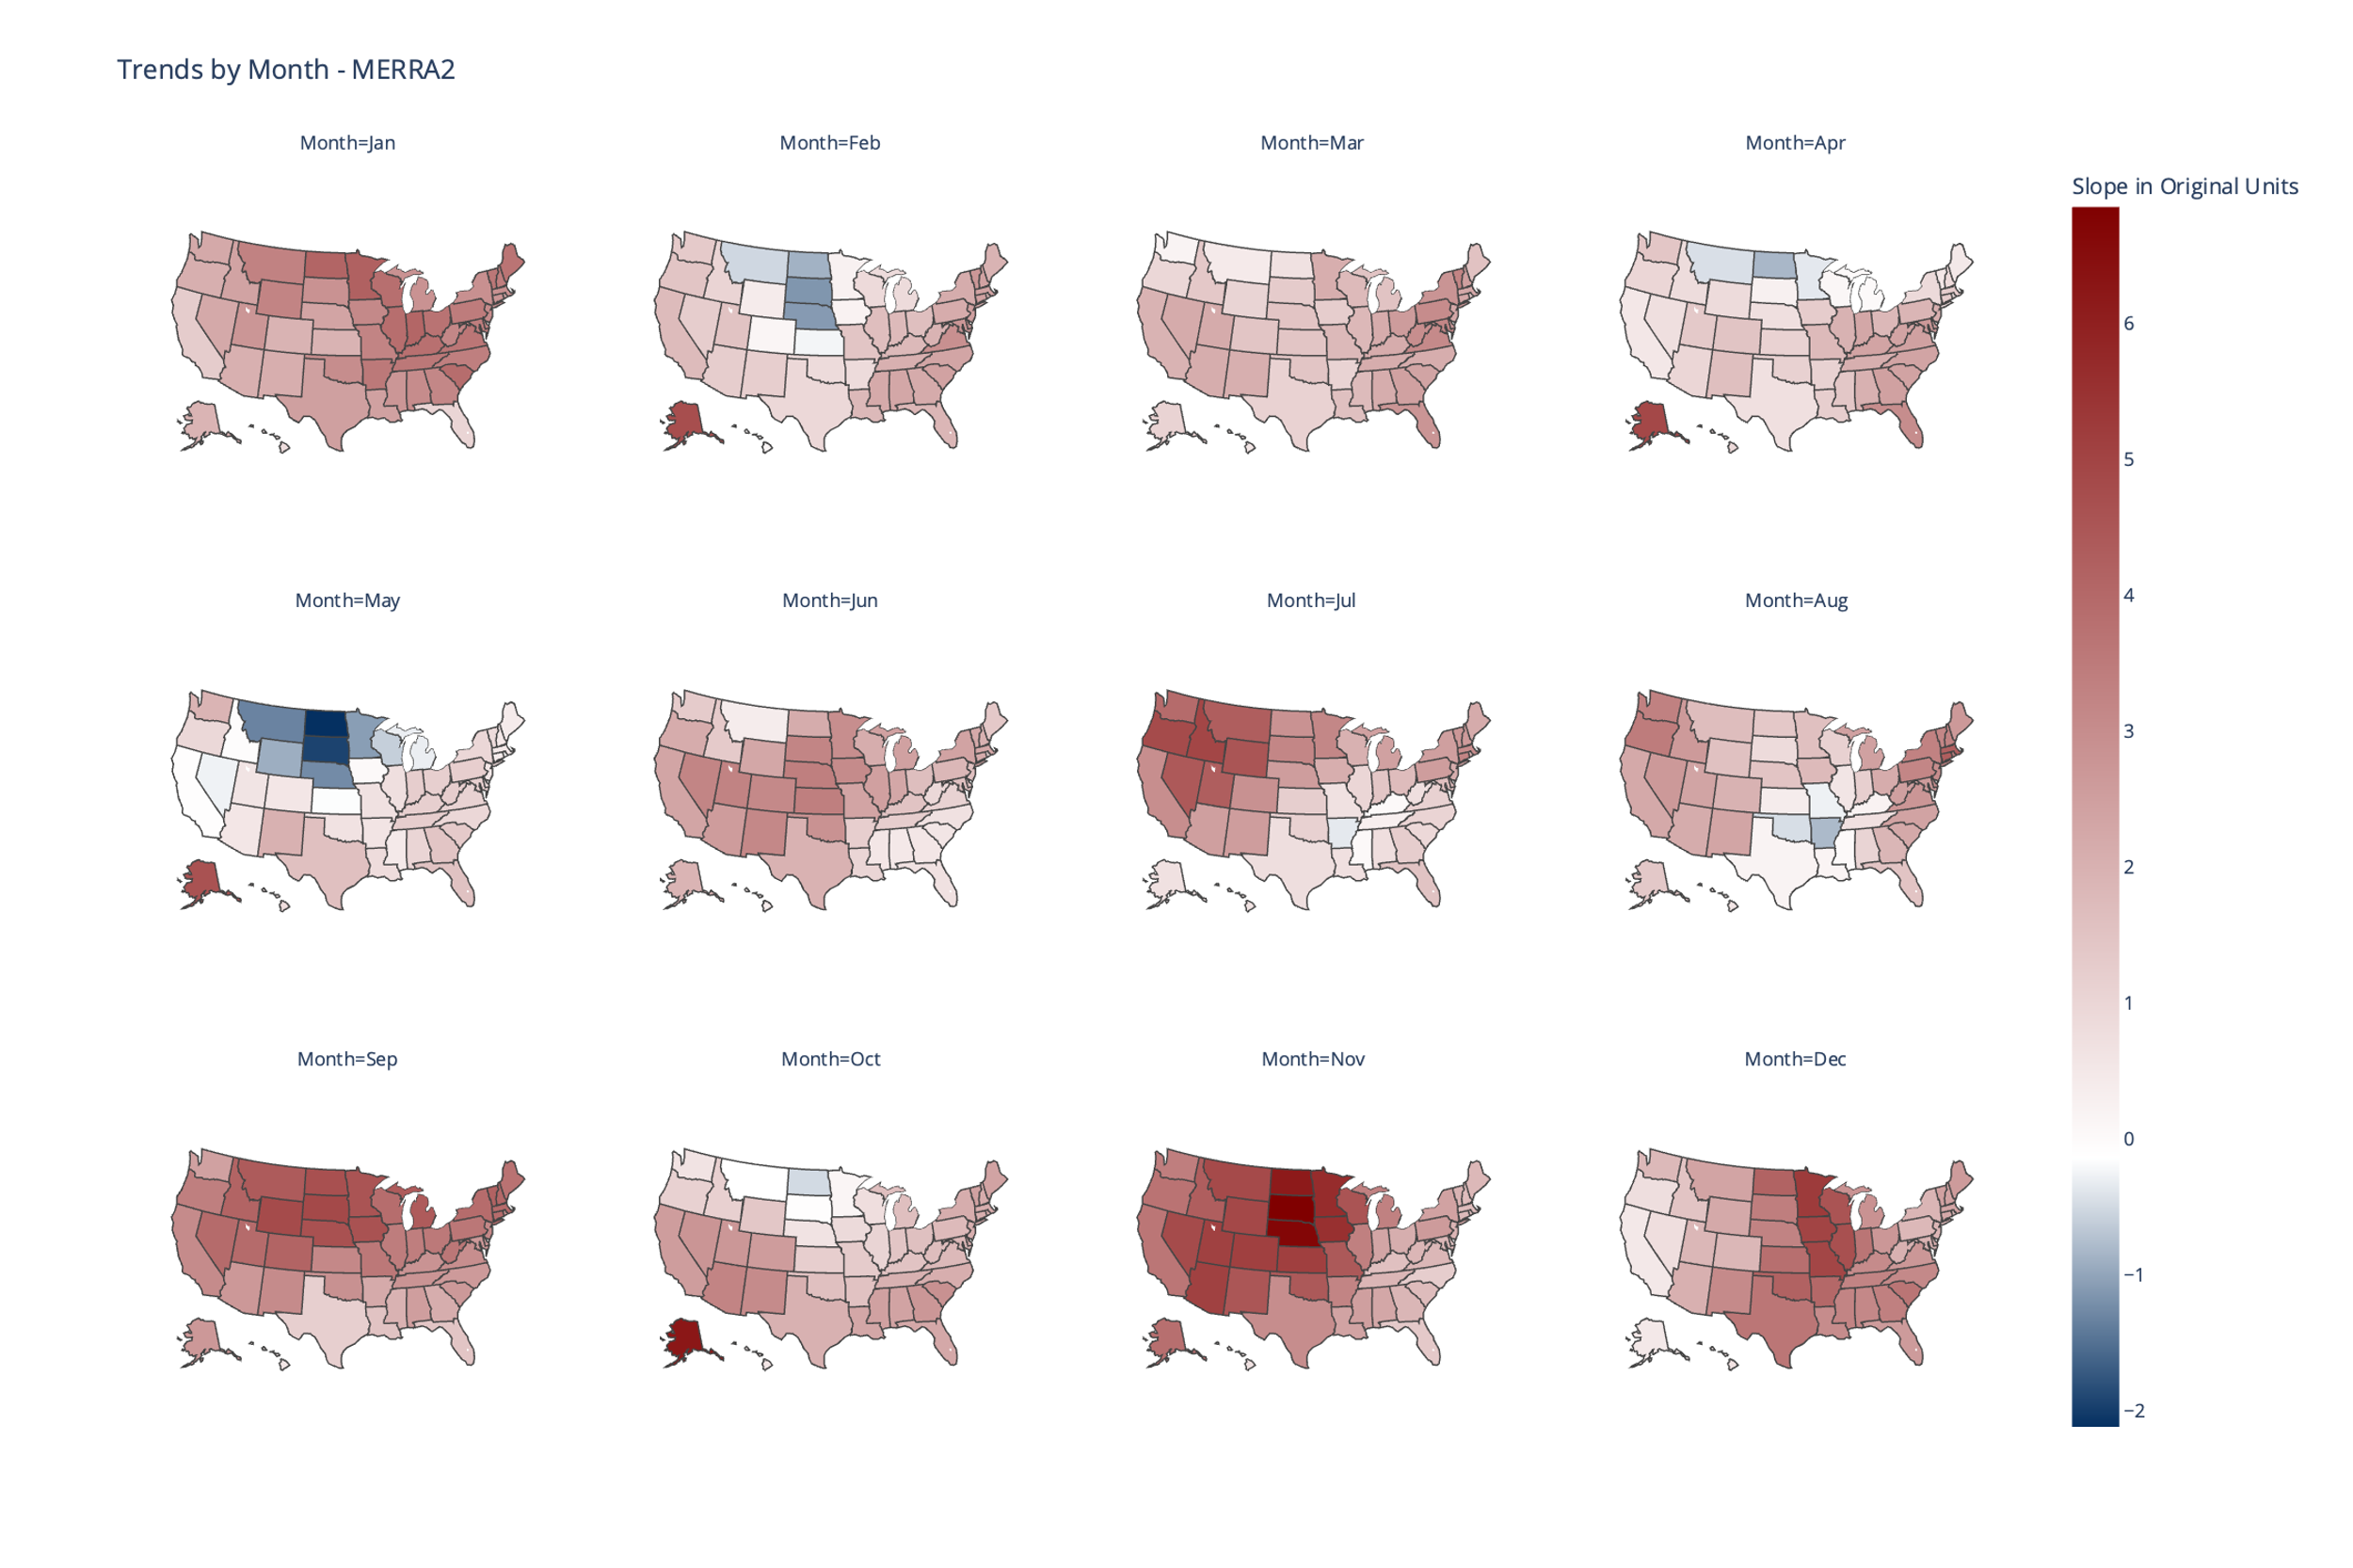 Trends by Month - MERRA2
Month=Jan
Month=Feb
Month=Mar
Month=Apr
Slope in Original Units
6
5
4
3
2
1
0
−1
−2
Month=May
Month=Jun
Month=Jul
Month=Aug
Month=Sep
Month=Oct
Month=Nov
Month=Dec